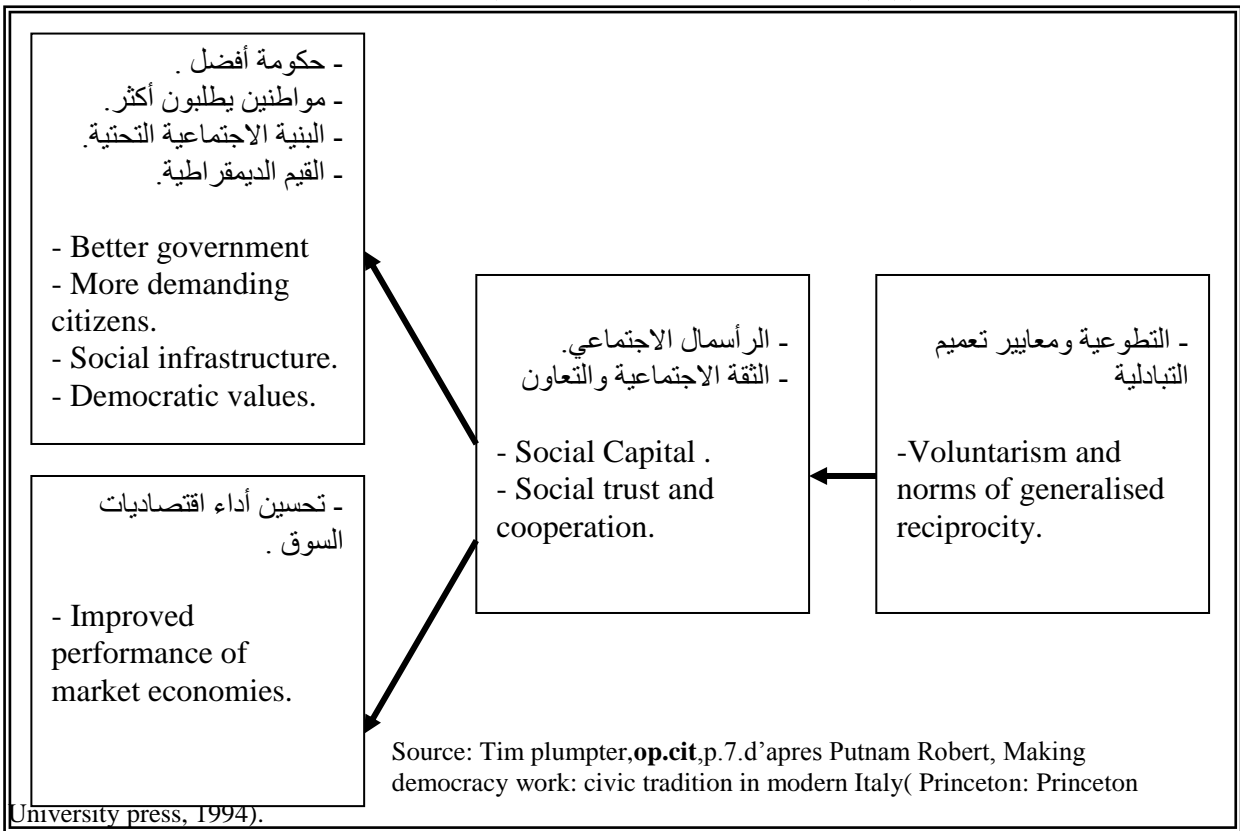 - حكومة أفضل .
- مواطنين يطلبون أكثر.
- البنية الاجتماعية التحتية.
- القيم الديمقراطية.
- Better government
- More demanding
citizens.
- Social infrastructure.
- Democratic values.
- تحسين أداء اقتصاديات
السوق .
- Improved
performance of
market economies.
- الرأسمال الاجتماعي.
- الثقة الاجتماعية والتعاون
- Social Capital .
- Social trust and
cooperation.
- التطوعية ومعايير تعميم
التبادلية
-Voluntarism and
norms of generalised
reciprocity.
Source: Tim plumpter,op.cit,p.7.d’apres Putnam Robert, Making
democracy work: civic tradition in modern Italy( Princeton: Princeton
University press, 1994).